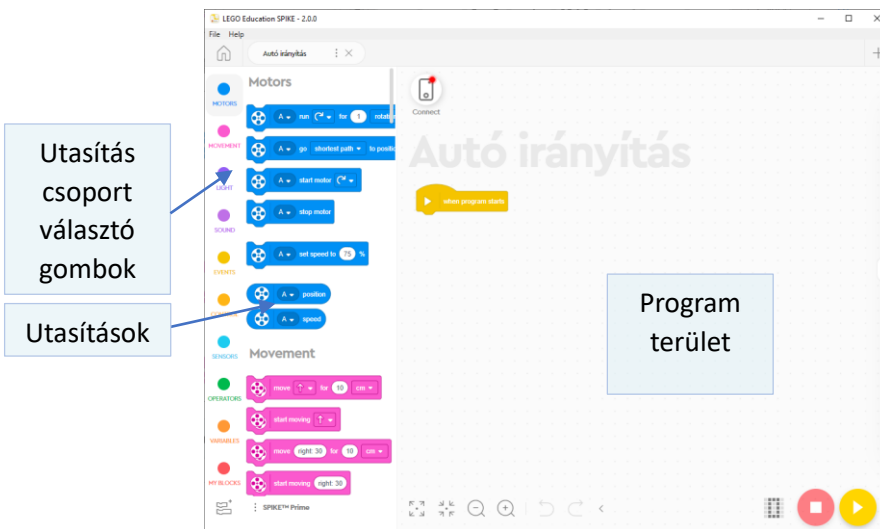 LEGO Education SPIKE - 2.0.0
File Help
Autó irányítás
MOTORS
MOVEMENT
LIGHT
SOUND
EVENTS
SENSORS
OPERATORS
VARIABLES
MY BLOCKS
Motors
A run for 1
A go shortest path to
A start motor
A stop motor
A set speed to 75 %
A position
A speed
Movement
move for 10 cm
start moving
move right: 30 for 10 cm
start moving right: 30
SPIKE™ Prime
Connect
Autó irányítás
when program starts
Utasítás
csoport
választó
gombok
Utasítások
Program
terület